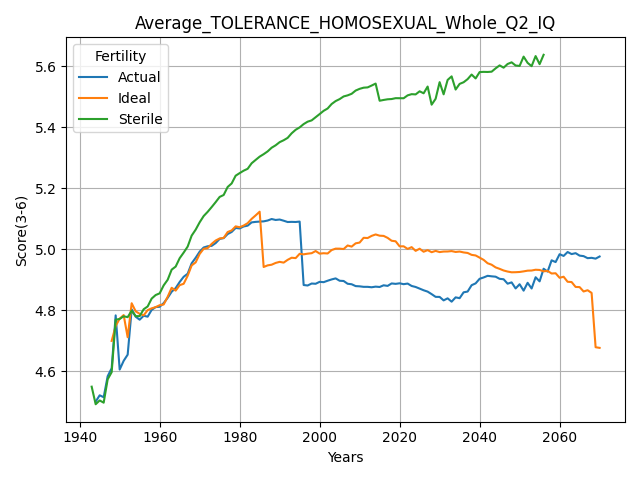 Average_TOLERANCE_HOMOSEXUAL_Whole_Q2_IQ
Fertility
Actual
Ideal
Sterile
Score(3-6)
5.6
5.4
5.2
5.0
4.8
4.6
1940 1960 1980 2000 2020 2040 2060
Years